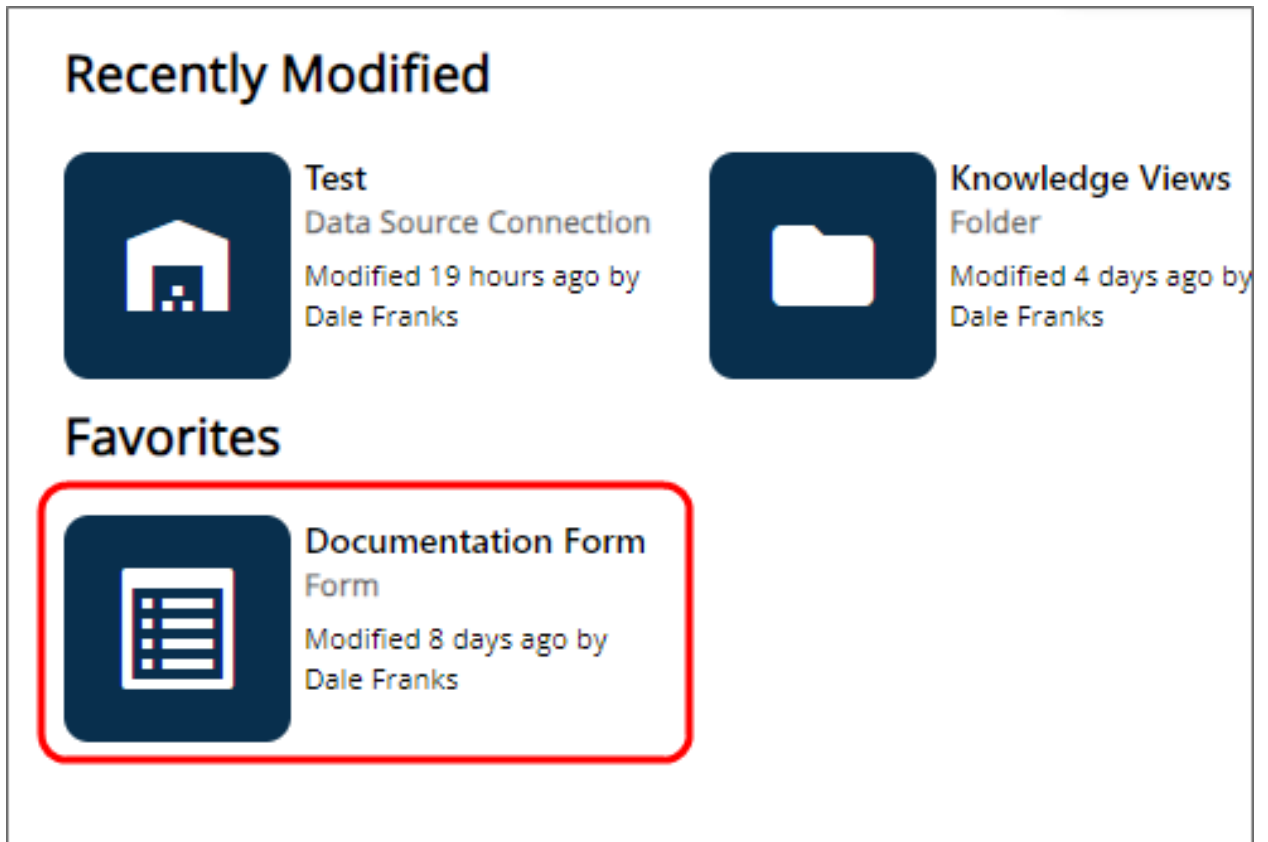 Recently Modified
Test
Data Source Connection
Modified 19 hours ago by
Dale Franks
Knowledge Views
Folder
Modified 4 days ago by
Dale Franks
Favorites
Documentation Form
Form
Modified 8 days ago by
Dale Franks